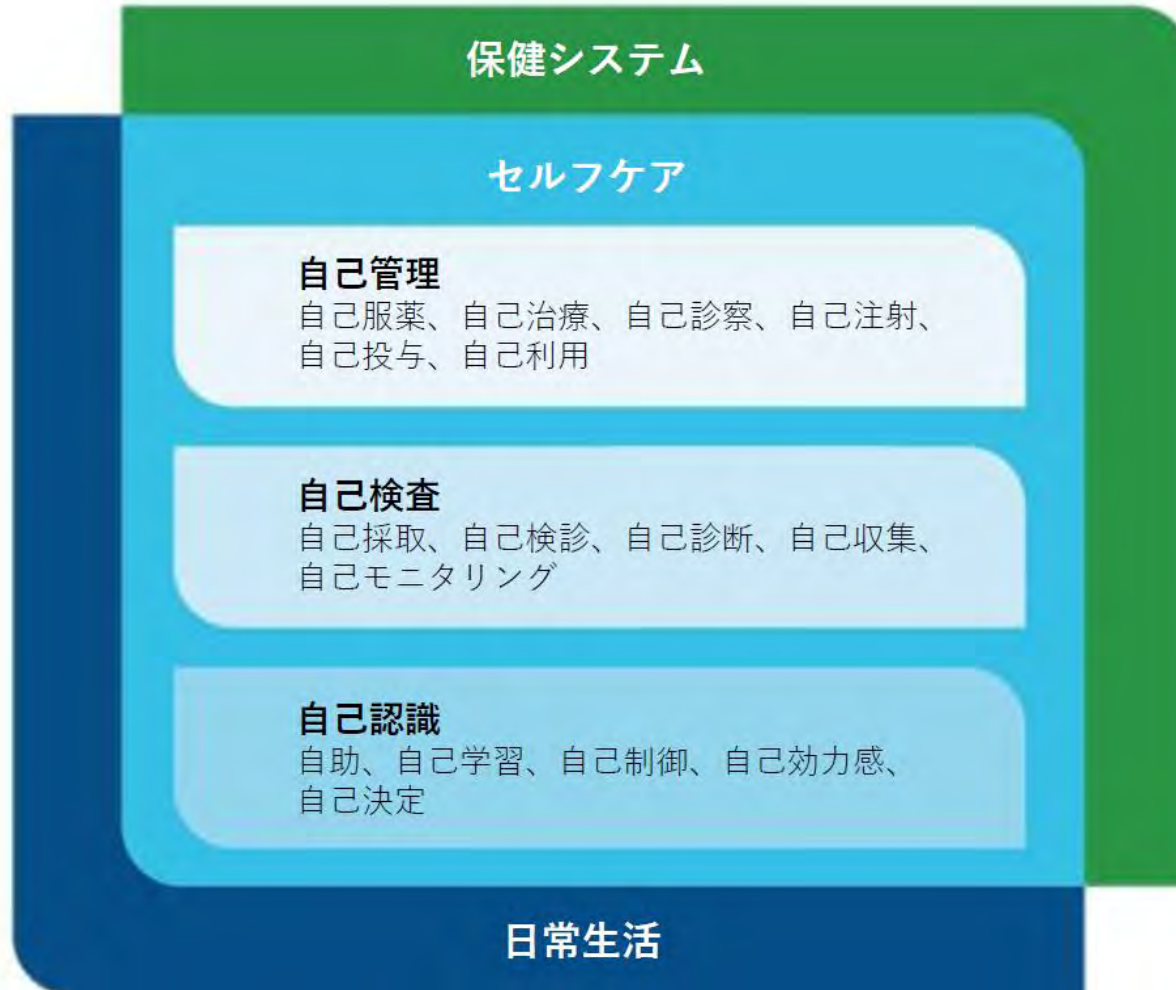 保健システム
セルフケア
自己管理
自己服薬、自己治療、自己診察、自己注射、
自己投与、自己利用
自己検査
自己採取、自己検診、自己診断、自己収集、
自己モニタリング
自己認識
自助、自己学習、自己制御、自己効力感、
自己決定
日常生活